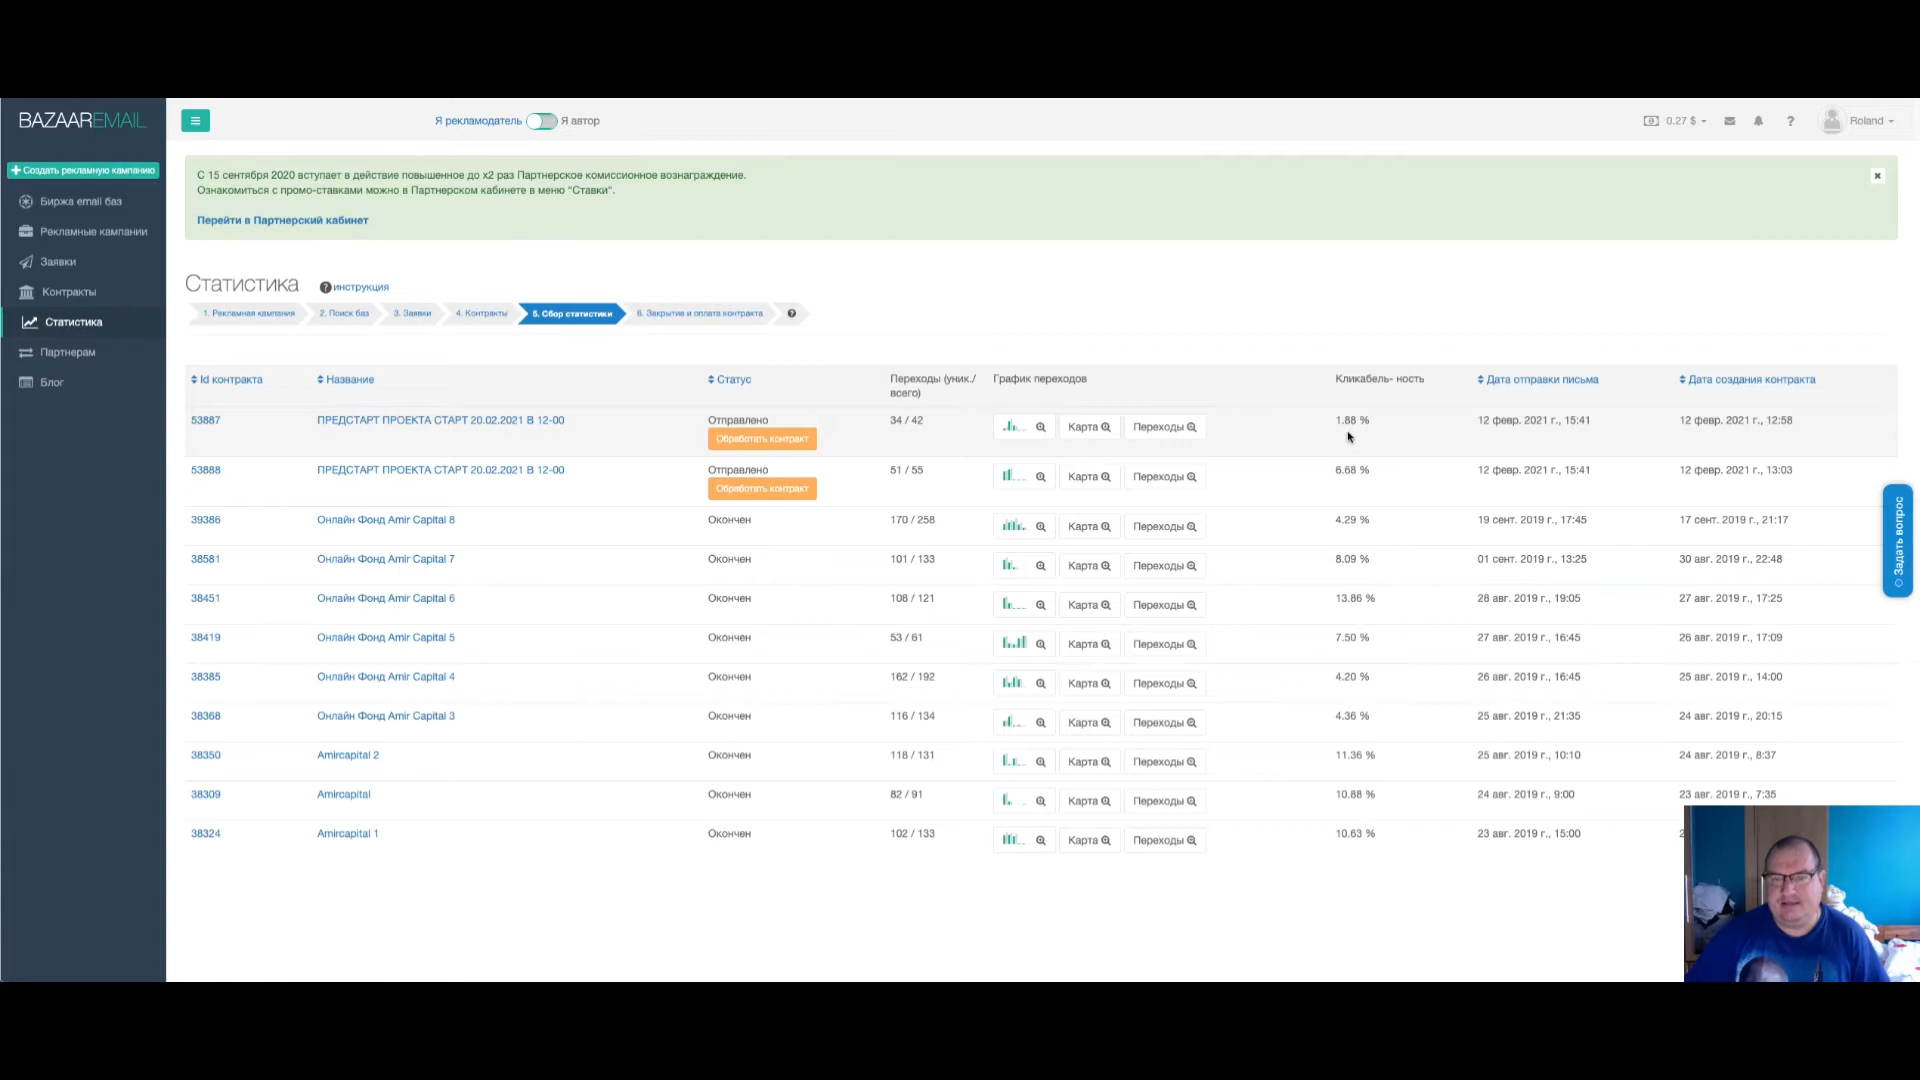 BAZAAREMAIL
Я рекламодатель Я автор
0.27 $
?
Roland
+ Создать рекламную кампанию
Биржа email баз
Рекламные кампании
Заявки
Контракты
Статистика
Партнерам
Блог
С 15 сентября 2020 вступает в действие повышенное до x2 раз Партнерское комиссионное вознаграждение.
Ознакомиться с промо-ставками можно в Партнерском кабинете в меню "Ставки".
Перейти в Партнерский кабинет
Статистика ? инструкция
1. Рекламная кампания 2. Поиск баз 3. Заявки 4. Контракты 5. Сбор статистики 6. Закрытие и оплата контракта ?
Id контракта Название Статус Переходы (уник./ всего) График переходов Кликабель- ность Дата отправки письма Дата создания контракта
53887 ПРЕДСТАРТ ПРОЕКТА СТАРТ 20.02.2021 В 12-00 Отправлено 34 / 42 Карта Переходы 1.88 % 12 февр. 2021 г., 15:41 12 февр. 2021 г., 12:58
Обработать контракт
53888 ПРЕДСТАРТ ПРОЕКТА СТАРТ 20.02.2021 В 12-00 Отправлено 51 / 55 Карта Переходы 6.68 % 12 февр. 2021 г., 15:41 12 февр. 2021 г., 13:03
Обработать контракт
39386 Онлайн Фонд Amir Capital 8 Окончен 170 / 258 Карта Переходы 4.29 % 19 сент. 2019 г., 17:45 17 сент. 2019 г., 21:17
38581 Онлайн Фонд Amir Capital 7 Окончен 101 / 133 Карта Переходы 8.09 % 01 сент. 2019 г., 13:25 30 авг. 2019 г., 22:48
38451 Онлайн Фонд Amir Capital 6 Окончен 108 / 121 Карта Переходы 13.86 % 28 авг. 2019 г., 19:05 27 авг. 2019 г., 17:25
38419 Онлайн Фонд Amir Capital 5 Окончен 53 / 61 Карта Переходы 7.50 % 27 авг. 2019 г., 16:45 26 авг. 2019 г., 17:09
38385 Онлайн Фонд Amir Capital 4 Окончен 162 / 192 Карта Переходы 4.20 % 26 авг. 2019 г., 16:45 25 авг. 2019 г., 14:00
38368 Онлайн Фонд Amir Capital 3 Окончен 116 / 134 Карта Переходы 4.36 % 25 авг. 2019 г., 21:35 24 авг. 2019 г., 20:15
38350 Amircapital 2 Окончен 118 / 131 Карта Переходы 11.36 % 25 авг. 2019 г., 10:10 24 авг. 2019 г., 8:37
38309 Amircapital Окончен 82 / 91 Карта Переходы 10.88 % 24 авг. 2019 г., 9:00 23 авг. 2019 г., 7:35
38324 Amircapital 1 Окончен 102 / 133 Карта Переходы 10.63 % 23 авг. 2019 г., 15:00
Задать вопрос